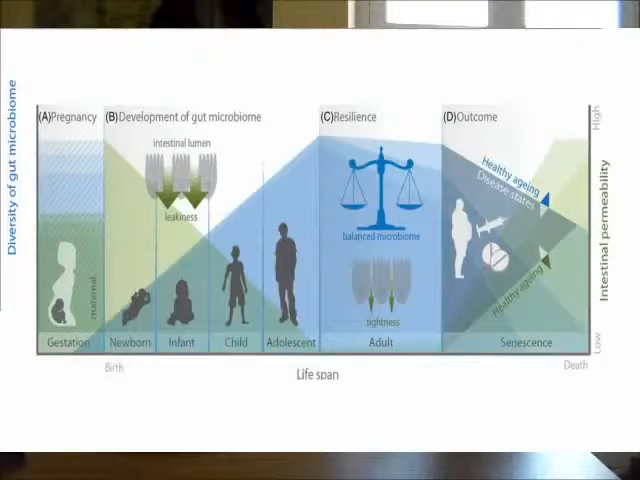 Diversity of gut microbiome
(A)Pregnancy
(B)Development of gut microbiome
(C)Resilience
(D)Outcome
High
intestinal lumen
leakiness
maternal
balanced microbiome
tightness
Healthy ageing
Disease states
Healthy ageing
Intestinal permeability
Low
Gestation
Newborn
Infant
Child
Adolescent
Adult
Senescence
Birth
Death
Life span